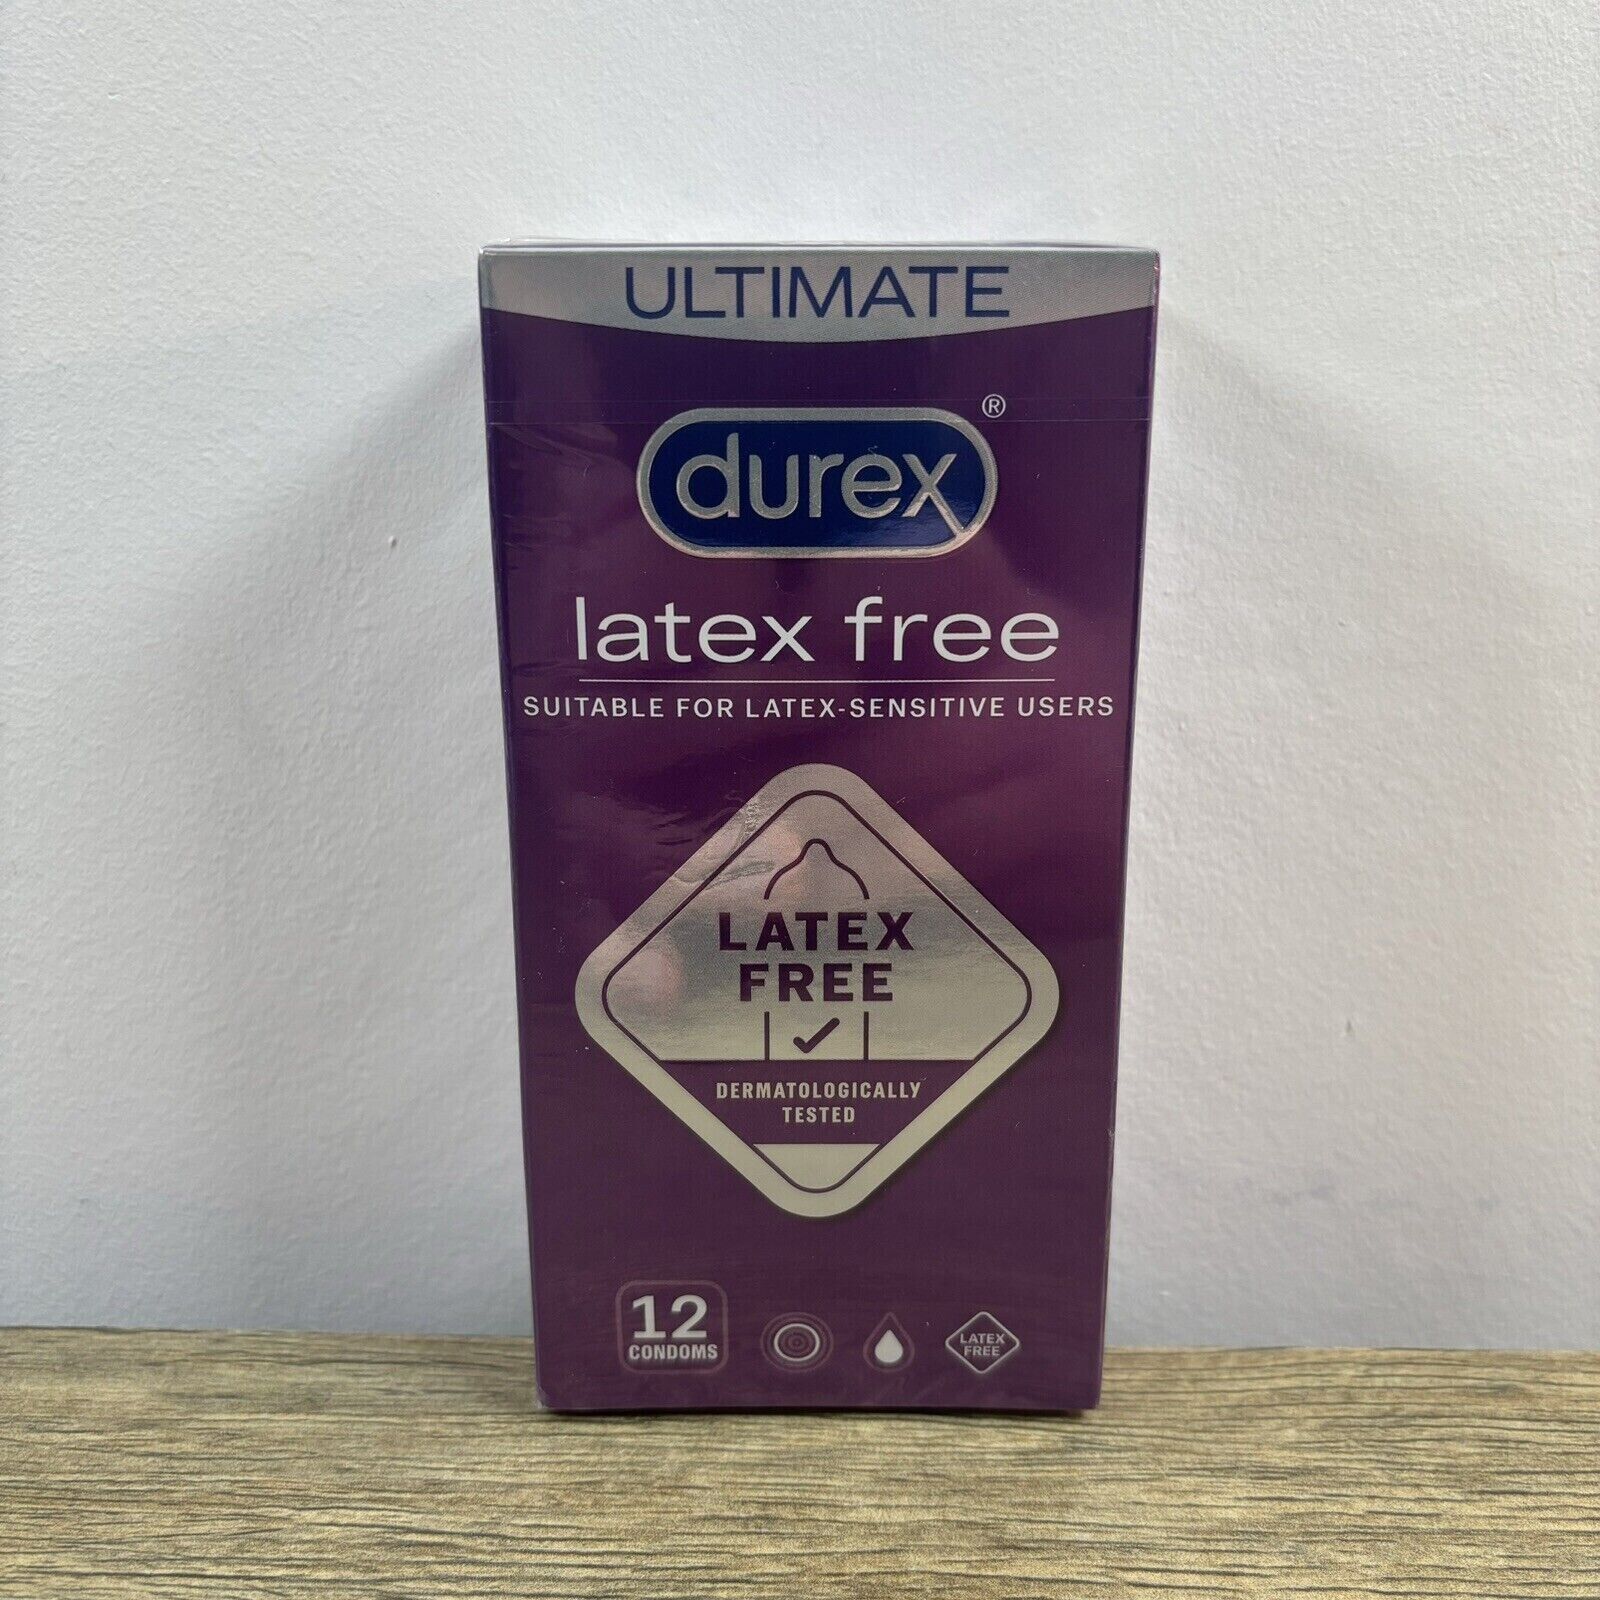 ULTIMATE
durex®
latex free
SUITABLE FOR LATEX-SENSITIVE USERS
LATEX
FREE
DERMATOLOGICALLY
TESTED
12
CONDOMS
LATEX
FREE